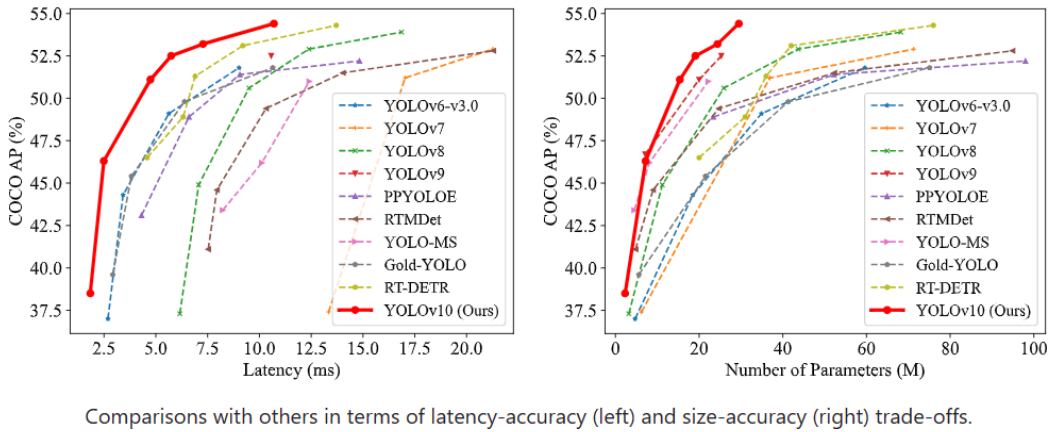 55.0
52.5
50.0
47.5
45.0
42.5
40.0
37.5
COCO AP (%)
2.5 5.0 7.5 10.0 12.5 15.0 17.5 20.0
Latency (ms)
YOLOv6-v3.0
YOLOv7
YOLOv8
YOLOv9
PPYOLOE
RTMDet
YOLO-MS
Gold-YOLO
RT-DETR
YOLOv10 (Ours)
55.0
52.5
50.0
47.5
45.0
42.5
40.0
37.5
COCO AP (%)
0 20 40 60 80 100
Number of Parameters (M)
YOLOv6-v3.0
YOLOv7
YOLOv8
YOLOv9
PPYOLOE
RTMDet
YOLO-MS
Gold-YOLO
RT-DETR
YOLOv10 (Ours)
Comparisons with others in terms of latency-accuracy (left) and size-accuracy (right) trade-offs.